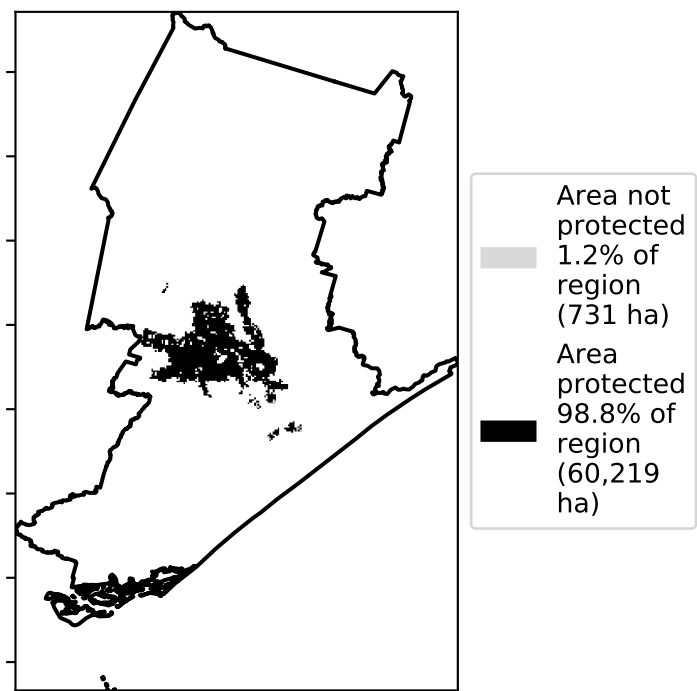 Area not
protected
1.2% of
region
(731 ha)
Area
protected
98.8% of
region
(60,219
ha)